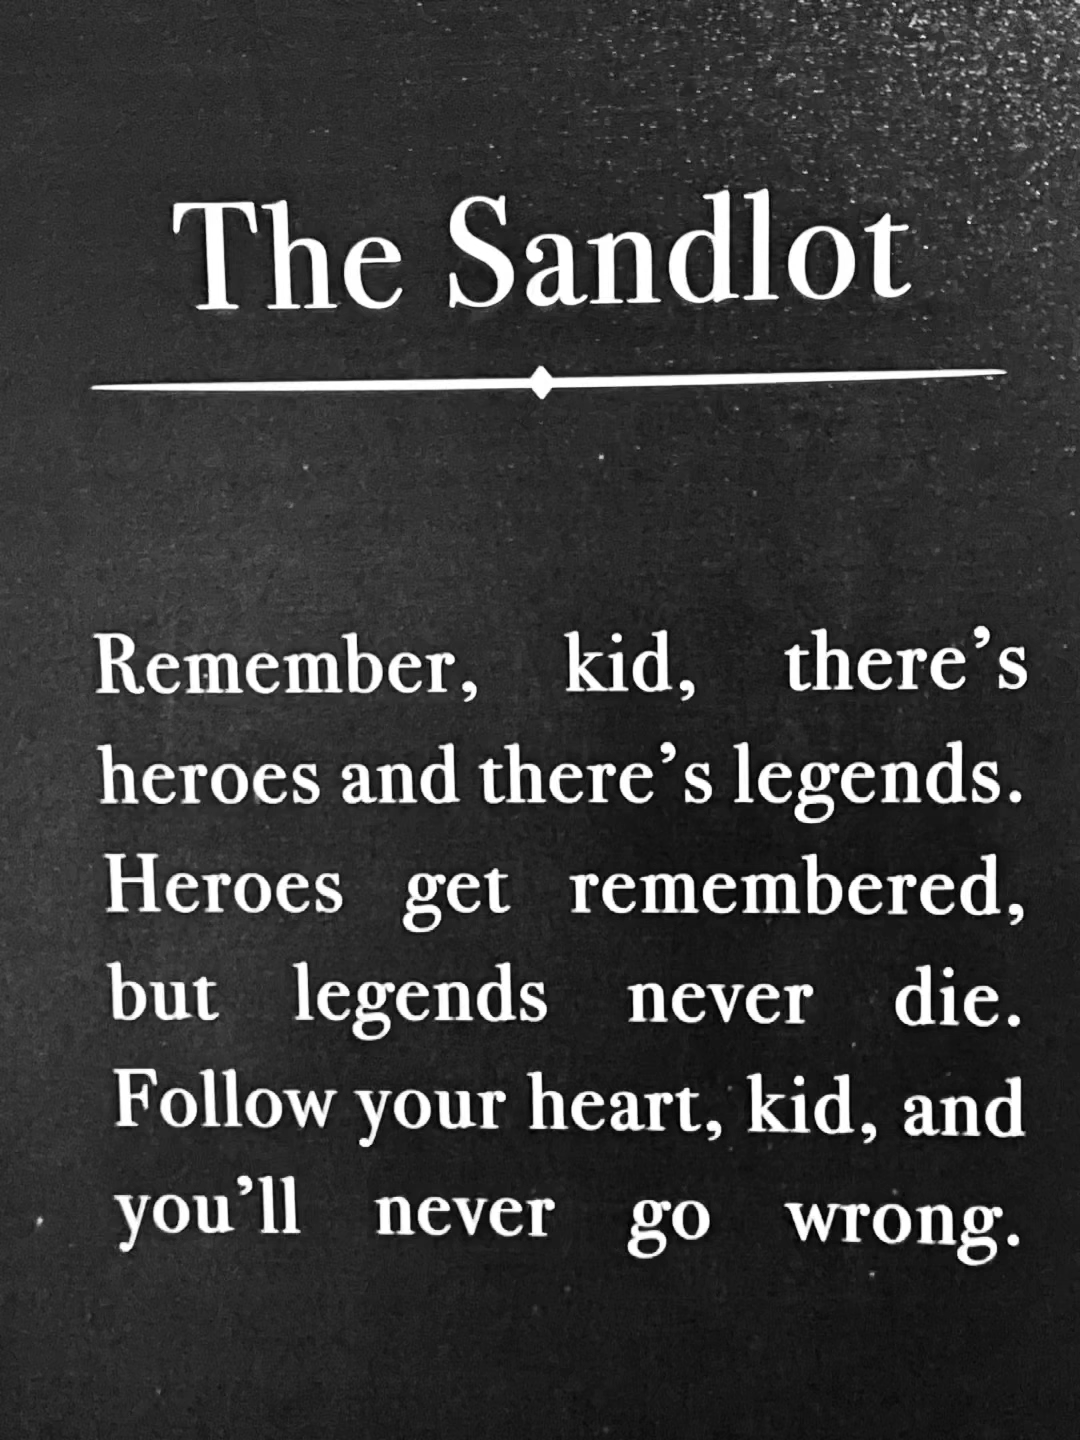 The Sandlot
Remember, kid, there’s
heroes and there’s legends.
Heroes get remembered,
but legends never die.
Follow your heart, kid, and
you’ll never go wrong.